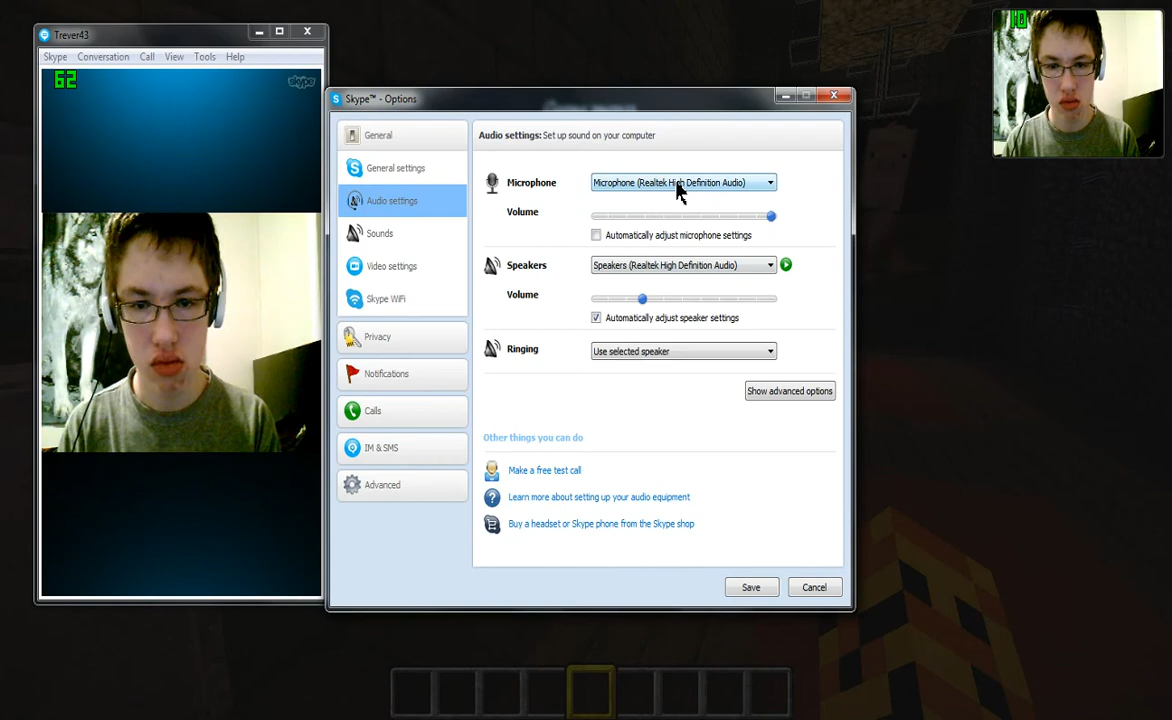 Trever43
Skype Conversation Call View Tools Help
62
skype
10
Skype™ - Options
General
General settings
Audio settings
Sounds
Video settings
Skype WiFi
Privacy
Notifications
Calls
IM & SMS
Advanced
Audio settings: Set up sound on your computer
Microphone Microphone (Realtek High Definition Audio)
Volume
Automatically adjust microphone settings
Speakers Speakers (Realtek High Definition Audio)
Volume
Automatically adjust speaker settings
Ringing Use selected speaker
Show advanced options
Other things you can do
Make a free test call
Learn more about setting up your audio equipment
Buy a headset or Skype phone from the Skype shop
Save Cancel